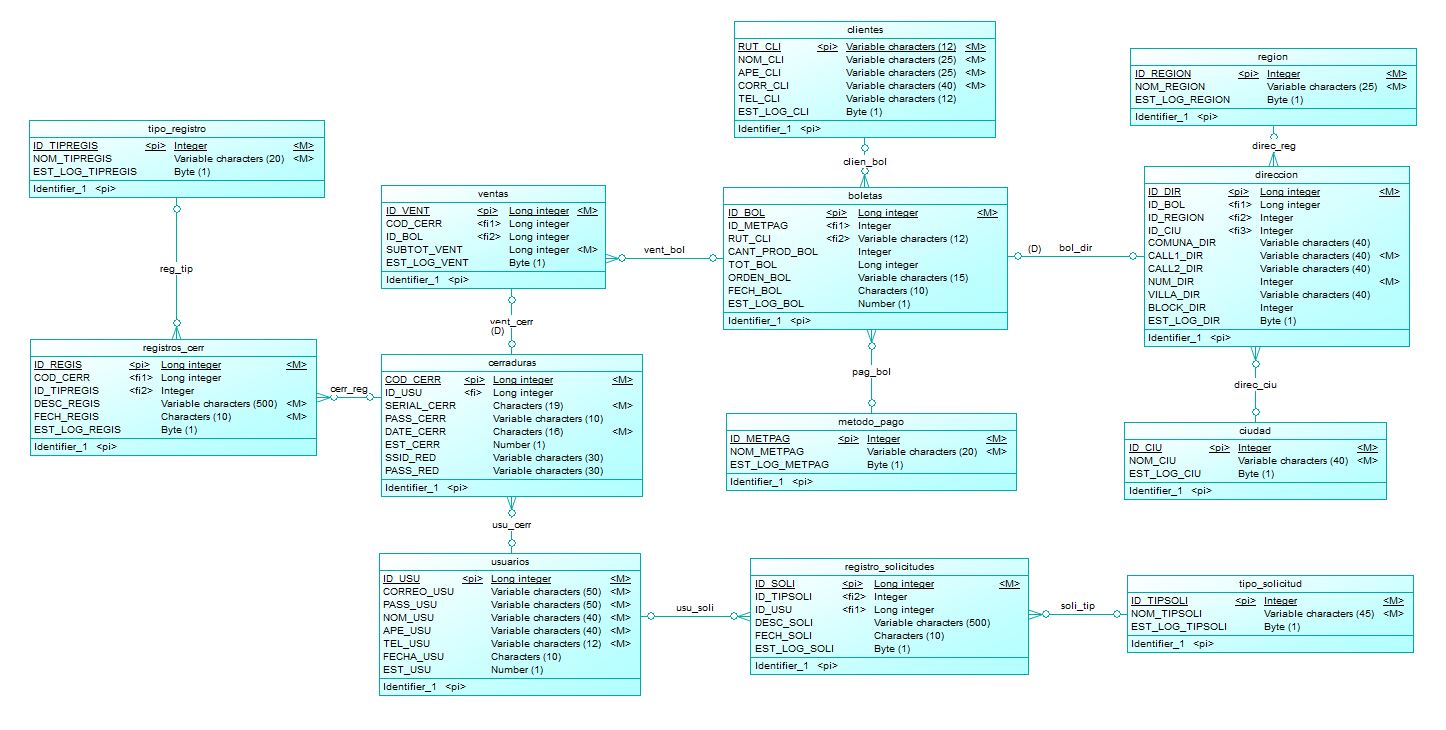 clientes
RUT_CLI <pi> Variable characters (12) <M>
NOM_CLI Variable characters (25) <M>
APE_CLI Variable characters (25) <M>
CORR_CLI Variable characters (40) <M>
TEL_CLI Variable characters (12)
EST_LOG_CLI Byte (1)
Identifier_1 <pi>
region
ID_REGION <pi> Integer <M>
NOM_REGION Variable characters (25) <M>
EST_LOG_REGION Byte (1)
Identifier_1 <pi>
tipo_registro
ID_TIPREGIS <pi> Integer <M>
NOM_TIPREGIS Variable characters (20) <M>
EST_LOG_TIPREGIS Byte (1)
Identifier_1 <pi>
clien_bol
direc_reg
ventas
ID_VENT <pi> Long integer <M>
COD_CERR <fi1> Long integer
ID_BOL <fi2> Long integer
SUBTOT_VENT Long integer <M>
EST_LOG_VENT Byte (1)
Identifier_1 <pi>
vent_bol
boletas
ID_BOL <pi> Long integer <M>
ID_METPAG <fi1> Integer
RUT_CLI <fi2> Variable characters (12)
CANT_PROD_BOL Integer
TOT_BOL Long integer
ORDEN_BOL Variable characters (15)
FECH_BOL Characters (10)
EST_LOG_BOL Number (1)
Identifier_1 <pi>
(D) bol_dir
direccion
ID_DIR <pi> Long integer <M>
ID_BOL <fi1> Long integer
ID_REGION <fi2> Integer
ID_CIU <fi3> Integer
COMUNA_DIR Variable characters (40)
CALL1_DIR Variable characters (40) <M>
CALL2_DIR Variable characters (40)
NUM_DIR Integer <M>
VILLA_DIR Variable characters (40)
BLOCK_DIR Integer
EST_LOG_DIR Byte (1)
Identifier_1 <pi>
reg_tip
vent_cerr
(D)
registros_cerr
ID_REGIS <pi> Long integer <M>
COD_CERR <fi1> Long integer
ID_TIPREGIS <fi2> Integer
DESC_REGIS Variable characters (500) <M>
FECH_REGIS Characters (10) <M>
EST_LOG_REGIS Byte (1)
Identifier_1 <pi>
cerr_reg
cerraduras
COD_CERR <pi> Long integer <M>
ID_USU <fi> Long integer
SERIAL_CERR Characters (19) <M>
PASS_CERR Variable characters (10)
DATE_CERR Characters (16) <M>
EST_CERR Number (1)
SSID_RED Variable characters (30)
PASS_RED Variable characters (30)
Identifier_1 <pi>
pag_bol
direc_ciu
metodo_pago
ID_METPAG <pi> Integer <M>
NOM_METPAG Variable characters (20) <M>
EST_LOG_METPAG Byte (1)
Identifier_1 <pi>
ciudad
ID_CIU <pi> Integer <M>
NOM_CIU Variable characters (40) <M>
EST_LOG_CIU Byte (1)
Identifier_1 <pi>
usu_cerr
usuarios
ID_USU <pi> Long integer <M>
CORREO_USU Variable characters (50) <M>
PASS_USU Variable characters (50) <M>
NOM_USU Variable characters (40) <M>
APE_USU Variable characters (40) <M>
TEL_USU Variable characters (12) <M>
FECHA_USU Characters (10)
EST_USU Number (1)
Identifier_1 <pi>
usu_soli
registro_solicitudes
ID_SOLI <pi> Long integer <M>
ID_TIPSOLI <fi2> Integer
ID_USU <fi1> Long integer
DESC_SOLI Variable characters (500)
FECH_SOLI Characters (10)
EST_LOG_SOLI Byte (1)
Identifier_1 <pi>
soli_tip
tipo_solicitud
ID_TIPSOLI <pi> Integer <M>
NOM_TIPSOLI Variable characters (45) <M>
EST_LOG_TIPSOLI Byte (1)
Identifier_1 <pi>